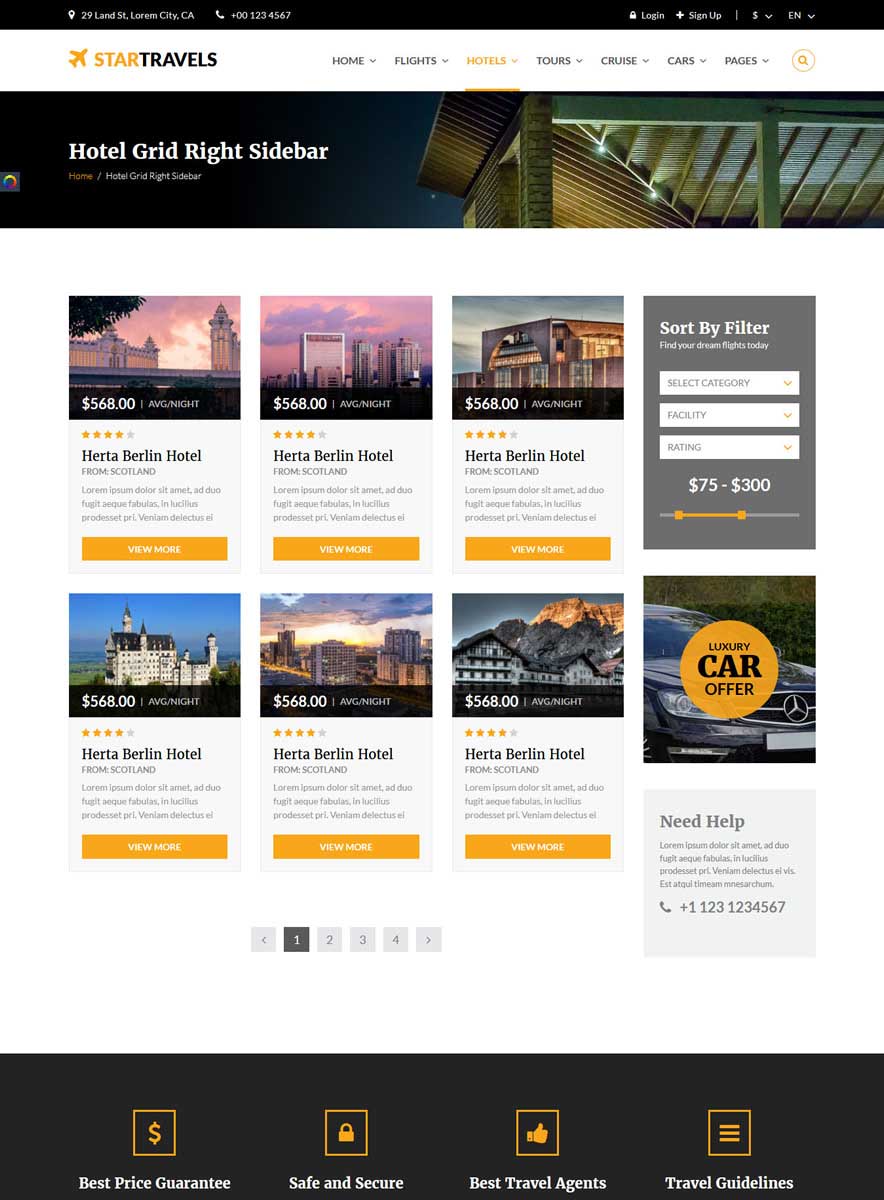 29 Land St, Lorem City, CA +00 123 4567 Login Sign Up | $ EN
STARTRAVELS HOME FLIGHTS HOTELS TOURS CRUISE CARS PAGES
Hotel Grid Right Sidebar
Home / Hotel Grid Right Sidebar
$568.00 | AVG/NIGHT
Herta Berlin Hotel
FROM: SCOTLAND
Lorem ipsum dolor sit amet, ad duo
fugit aeque fabulas, in lucilius
prodesset pri. Veniam delectus ei
VIEW MORE
$568.00 | AVG/NIGHT
Herta Berlin Hotel
FROM: SCOTLAND
Lorem ipsum dolor sit amet, ad duo
fugit aeque fabulas, in lucilius
prodesset pri. Veniam delectus ei
VIEW MORE
$568.00 | AVG/NIGHT
Herta Berlin Hotel
FROM: SCOTLAND
Lorem ipsum dolor sit amet, ad duo
fugit aeque fabulas, in lucilius
prodesset pri. Veniam delectus ei
VIEW MORE
$568.00 | AVG/NIGHT
Herta Berlin Hotel
FROM: SCOTLAND
Lorem ipsum dolor sit amet, ad duo
fugit aeque fabulas, in lucilius
prodesset pri. Veniam delectus ei
VIEW MORE
$568.00 | AVG/NIGHT
Herta Berlin Hotel
FROM: SCOTLAND
Lorem ipsum dolor sit amet, ad duo
fugit aeque fabulas, in lucilius
prodesset pri. Veniam delectus ei
VIEW MORE
$568.00 | AVG/NIGHT
Herta Berlin Hotel
FROM: SCOTLAND
Lorem ipsum dolor sit amet, ad duo
fugit aeque fabulas, in lucilius
prodesset pri. Veniam delectus ei
VIEW MORE
< 1 2 3 4 >
Sort By Filter
Find your dream flights today
SELECT CATEGORY
FACILITY
RATING
$75 - $300
LUXURY
CAR
OFFER
Need Help
Lorem ipsum dolor sit amet, ad duo
fugit aeque fabulas, in lucilius
prodesset pri. Veniam delectus ei vis.
Est atqui timeam mnesarchum.
+1 123 1234567
$
Best Price Guarantee Safe and Secure Best Travel Agents Travel Guidelines